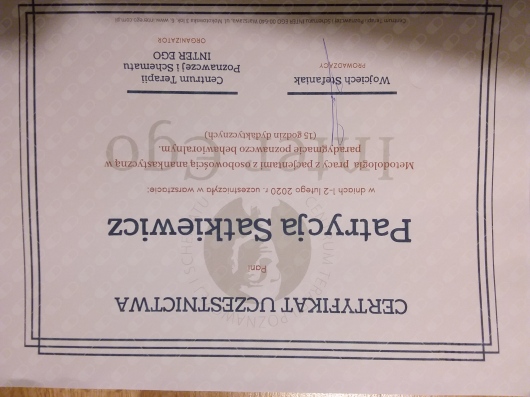 CERTYFIKAT UCZESTNICTWA
Pani
Patrycja Satkiewicz
w dniach 1-2 lutego 2020 r. uczestniczyła w warsztacie:
Metodologia pracy z pacjentami z osobowością anankastyczną w
paradygmacie poznawczo behawioralnym.
(15 godzin dydaktycznych)
Inter Ego
Wojciech Stefaniak
PROWADZĄCY
Centrum Terapii
Poznawczej i Schematu
INTER EGO
ORGANIZATOR